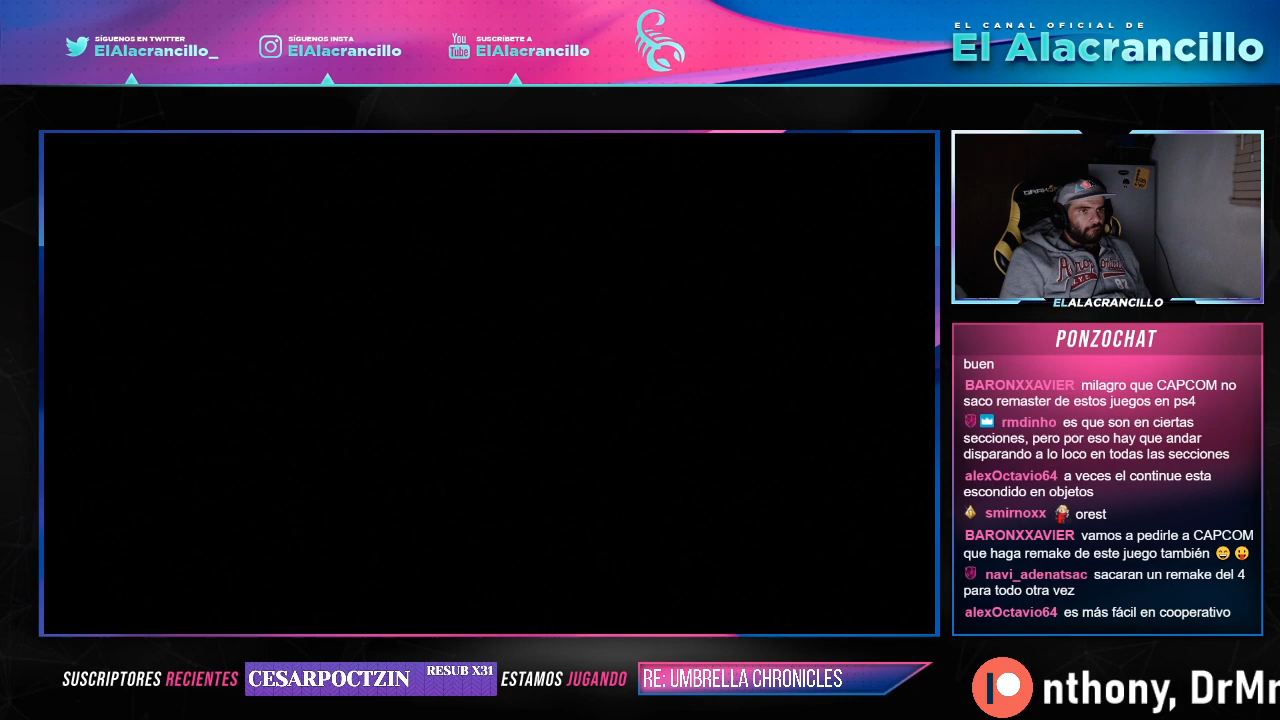 SÍGUENOS EN TWITTER
ElAlacrancillo_
SÍGUENOS INSTA
ElAlacrancillo
You
Tube
SUSCRÍBETE A
ElAlacrancillo
EL CANAL OFICIAL DE
El Alacrancillo
ELALACRANCILLO
PONZOCHAT
buen
BARONXXAVIER milagro que CAPCOM no
saco remaster de estos juegos en ps4
rmdinho es que son en ciertas
secciones, pero por eso hay que andar
disparando a lo loco en todas las secciones
alexOctavio64 a veces el continue esta
escondido en objetos
smirnoxx orest
BARONXXAVIER vamos a pedirle a CAPCOM
que haga remake de este juego también 😄 😛
navi_adenatsac sacaran un remake del 4
para todo otra vez
alexOctavio64 es más fácil en cooperativo
SUSCRIPTORES RECIENTES CESARPOCTZIN RESUB X31 ESTAMOS JUGANDO RE: UMBRELLA CHRONICLES
nthony, DrMr